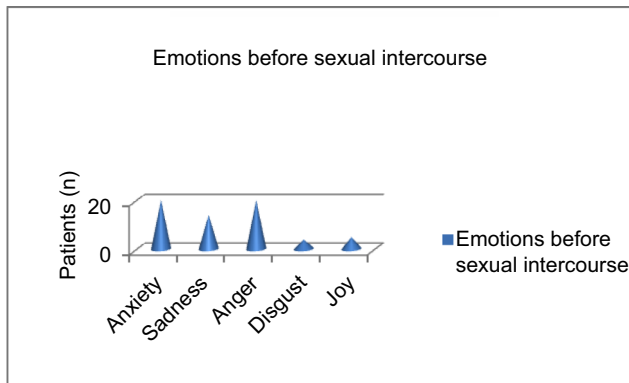 Emotions before sexual intercourse
Patients (n)
20
0
Anxiety
Sadness
Anger
Disgust
Joy
Emotions before
sexual intercourse